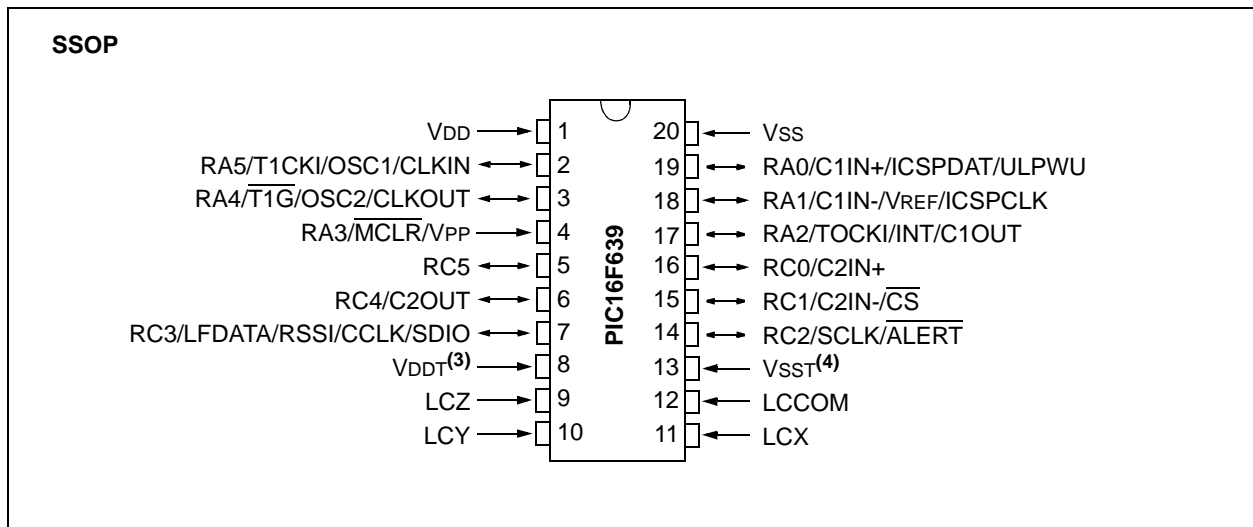 SSOP
VDD 1
RA5/T1CKI/OSC1/CLKIN 2
RA4/T1G/OSC2/CLKOUT 3
RA3/MCLR/VPP 4
RC5 5
RC4/C2OUT 6
RC3/LFDATA/RSSI/CCLK/SDIO 7
VDDT(3) 8
LCZ 9
LCY 10
PIC16F639
20 VSS
19 RA0/C1IN+/ICSPDAT/ULPWU
18 RA1/C1IN-/VREF/ICSPCLK
17 RA2/TOCKI/INT/C1OUT
16 RC0/C2IN+
15 RC1/C2IN-/CS
14 RC2/SCLK/ALERT
13 VSST(4)
12 LCCOM
11 LCX